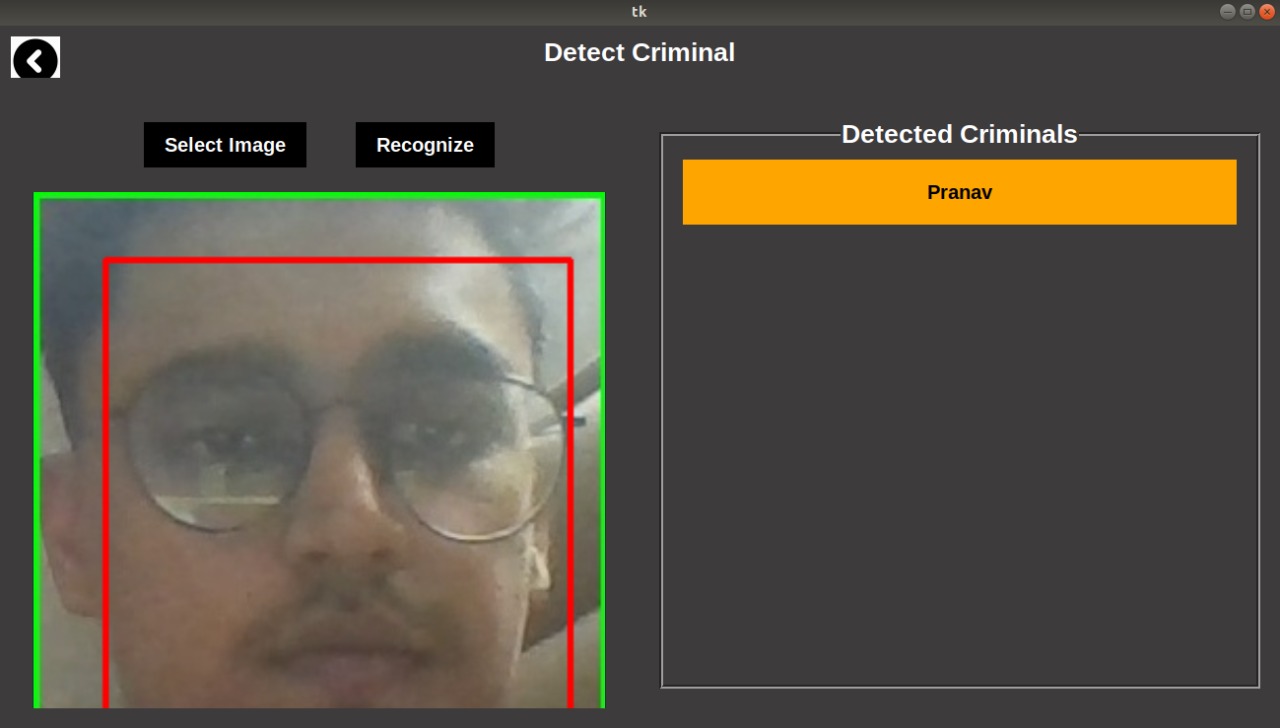 tk
Detect Criminal
Select Image
Recognize
Detected Criminals
Pranav